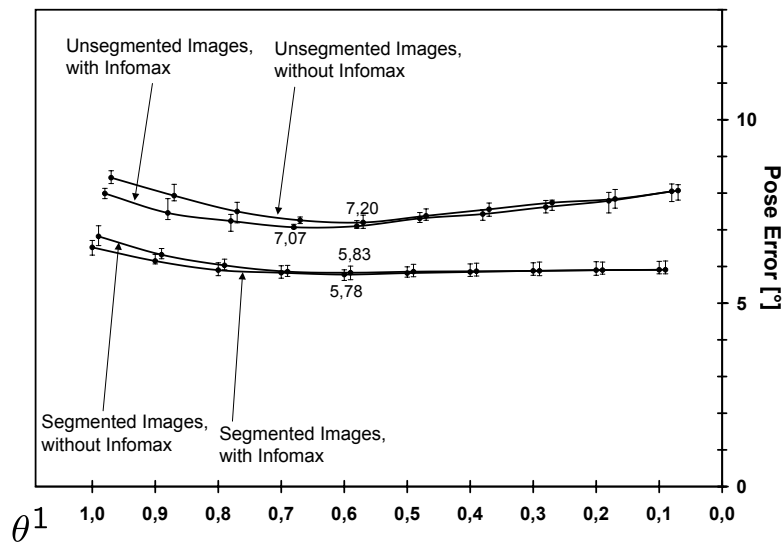 Unsegmented Images,
with Infomax
Unsegmented Images,
without Infomax
10
7,20
7,07
5,83
5,78
Pose Error [°]
5
Segmented Images,
without Infomax
Segmented Images,
with Infomax
0
θ1 1,0 0,9 0,8 0,7 0,6 0,5 0,4 0,3 0,2 0,1 0,0